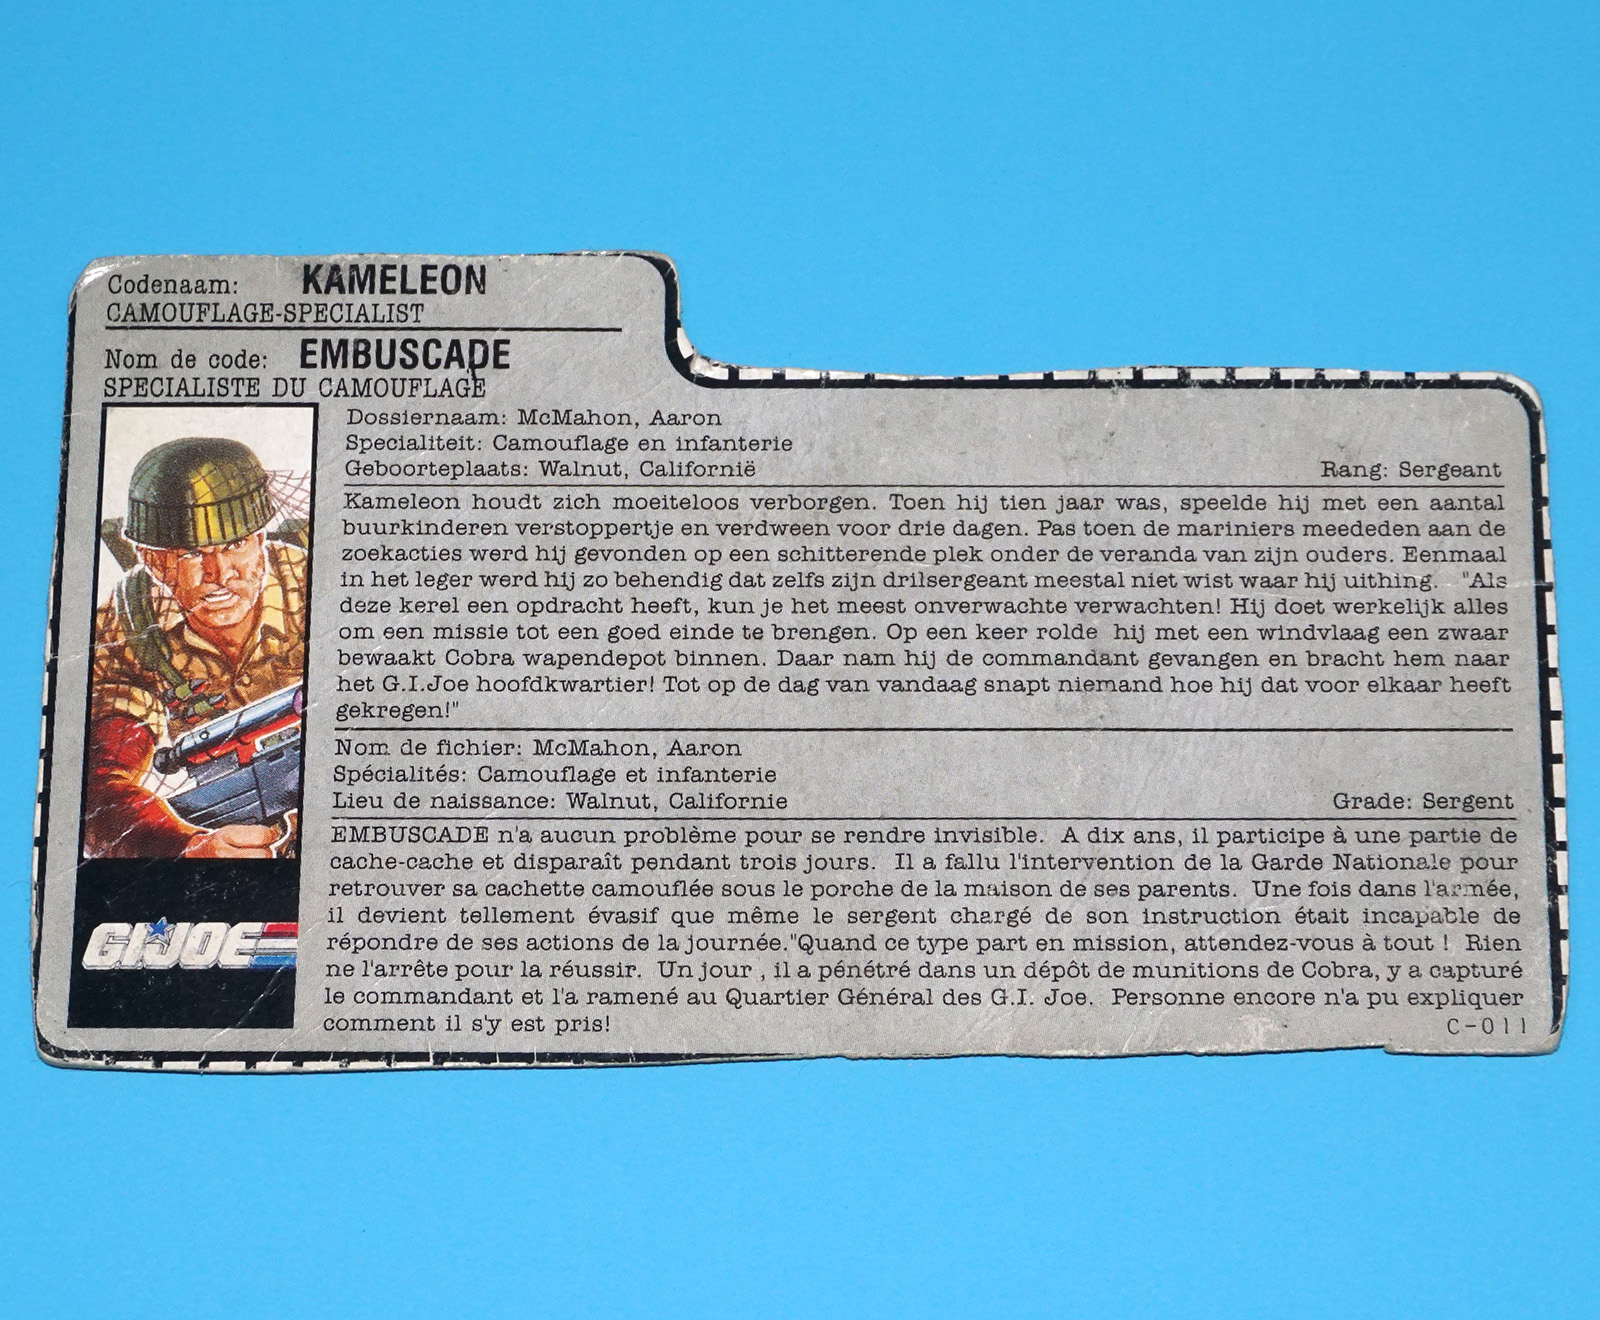 Codenaam: KAMELEON
CAMOUFLAGE-SPECIALIST
Nom de code: EMBUSCADE
SPECIALISTE DU CAMOUFLAGE
Dossiernaam: McMahon, Aaron
Specialiteit: Camouflage en infanterie
Geboorteplaats: Walnut, Californië Rang: Sergeant
Kameleon houdt zich moeiteloos verborgen. Toen hij tien jaar was, speelde hij met een aantal
buurkinderen verstoppertje en verdween voor drie dagen. Pas toen de mariniers meededen aan de
zoekacties werd hij gevonden op een schitterende plek onder de veranda van zijn ouders. Eenmaal
in het leger werd hij zo behendig dat zelfs zijn drilsergeant meestal niet wist waar hij uithing. "Als
deze kerel een opdracht heeft, kun je het meest onverwachte verwachten! Hij doet werkelijk alles
om een missie tot een goed einde te brengen. Op een keer rolde hij met een windvlaag een zwaar
bewaakt Cobra wapendepot binnen. Daar nam hij de commandant gevangen en bracht hem naar
het G.I.Joe hoofdkwartier! Tot op de dag van vandaag snapt niemand hoe hij dat voor elkaar heeft
gekregen!"
Nom de fichier: McMahon, Aaron
Spécialités: Camouflage et infanterie
Lieu de naissance: Walnut, Californie Grade: Sergent
EMBUSCADE n'a aucun problème pour se rendre invisible. A dix ans, il participe à une partie de
cache-cache et disparaît pendant trois jours. Il a fallu l'intervention de la Garde Nationale pour
retrouver sa cachette camouflée sous le porche de la maison de ses parents. Une fois dans l'armée,
il devient tellement évasif que même le sergent chargé de son instruction était incapable de
répondre de ses actions de la journée."Quand ce type part en mission, attendez-vous à tout ! Rien
ne l'arrête pour la réussir. Un jour , il a pénétré dans un dépôt de munitions de Cobra, y a capturé
le commandant et l'a ramené au Quartier Général des G.I. Joe. Personne encore n'a pu expliquer
comment il s'y est pris!
C-011
GI JOE